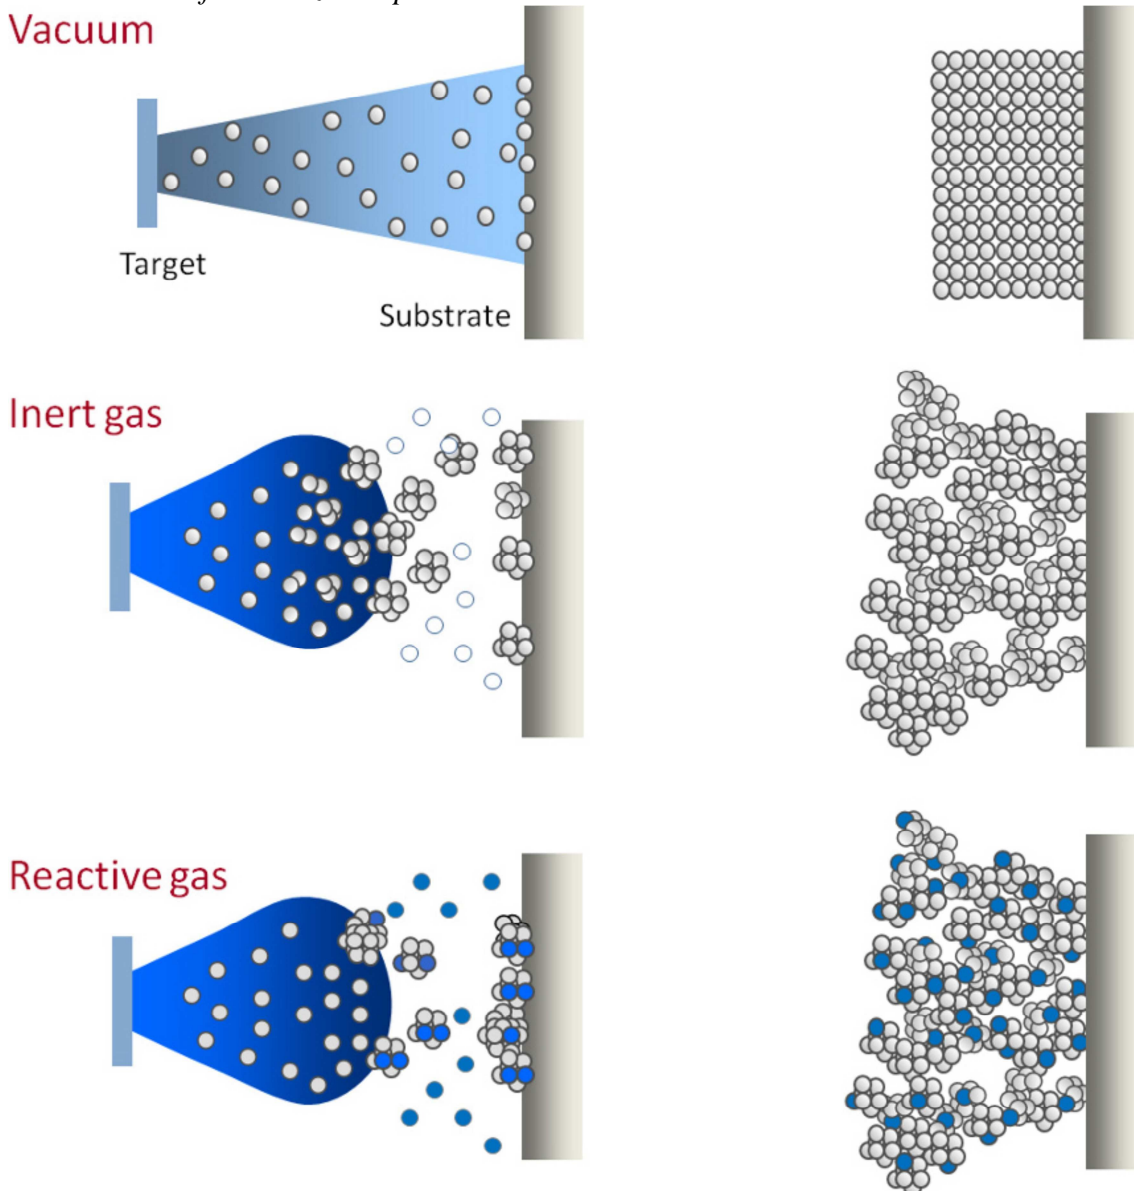 Vacuum
Target
Substrate
Inert gas
Reactive gas